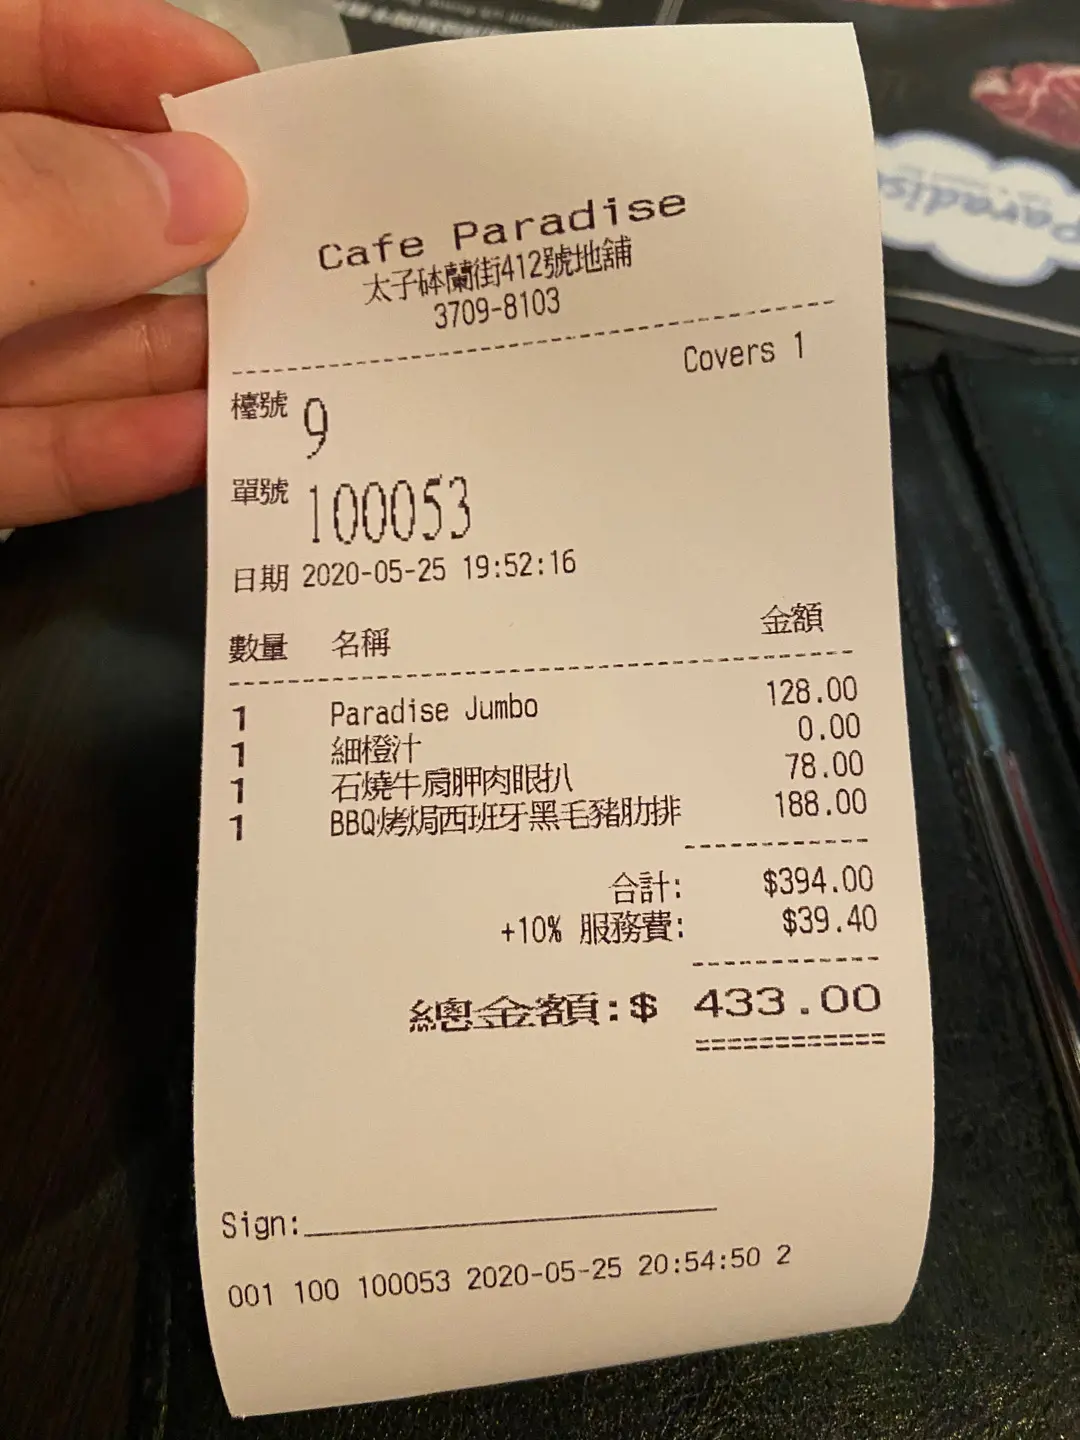 Cafe Paradise
太子砵蘭街412號地舖
3709-8103
Covers 1
檯號 9
單號 100053
日期 2020-05-25 19:52:16
數量 名稱 金額
1 Paradise Jumbo 128.00
1 細橙汁 0.00
1 石燒牛肩胛肉眼扒 78.00
1 BBQ烤焗西班牙黑毛豬肋排 188.00
合計: $394.00
+10% 服務費: $39.40
總金額:$ 433.00
Sign:
001 100 100053 2020-05-25 20:54:50 2
Paradise